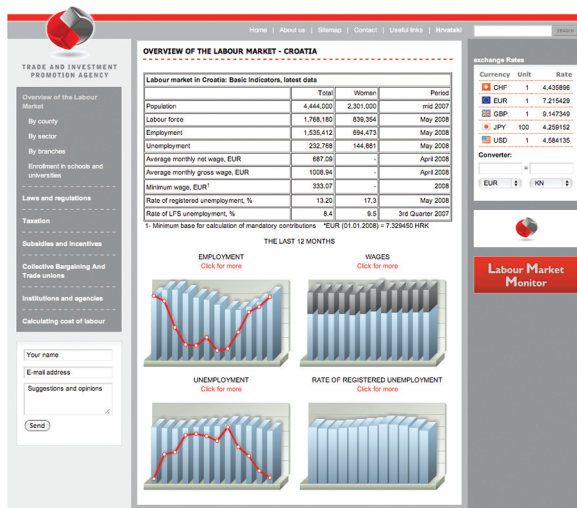 Home | About us | Sitemap | Contact | Useful links | Hrvatski
SEARCH
TRADE AND INVESTMENT
PROMOTION AGENCY
Overview of the Labour
Market
By county
By sector
By branches
Enrollment in schools and
universities
Laws and regulations
Taxation
Subsidies and Incentives
Collective Bargaining And
Trade unions
Institutions and agencies
Calculating cost of labour
Your name
E-mail address
Suggestions and opinions
Send
OVERVIEW OF THE LABOUR MARKET - CROATIA
Labour market in Croatia: Basic Indicators, latest data
Total Women Period
Population 4,444,000 2,301,000 mid 2007
Labour force 1,768,180 839,354 May 2008
Employment 1,535,412 694,473 May 2008
Unemployment 232,768 144,881 May 2008
Average monthly net wage, EUR 687.09 - April 2008
Average monthly gross wage, EUR 1008.94 - April 2008
Minimum wage, EUR1 333.07 - 2008
Rate of registered unemployment, % 13.20 17,3 May 2008
Rate of LFS unemployment, % 8.4 9.5 3rd Quarter 2007
1- Minimum base for calculation of mandatory contributions *EUR (01.01.2008) = 7.329450 HRK
THE LAST 12 MONTHS
EMPLOYMENT
Click for more
WAGES
Click for more
UNEMPLOYMENT
Click for more
RATE OF REGISTERED UNEMPLOYMENT
Click for more
exchange Rates
Currency Unit Rate
CHF 1 4.435896
EUR 1 7.215429
GBP 1 9.147349
JPY 100 4.259152
USD 1 4.564135
Converter:
=
EUR KN
Labour Market
Monitor